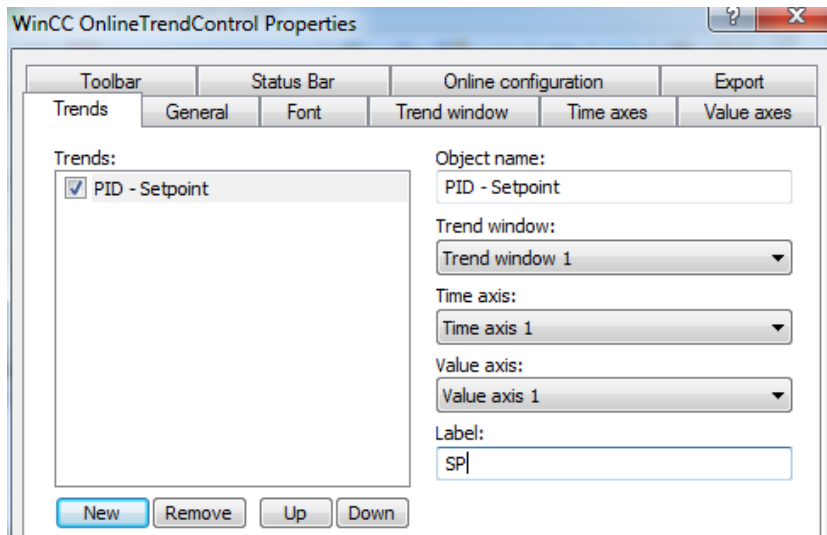 WinCC OnlineTrendControl Properties
Toolbar Status Bar Online configuration Export
Trends General Font Trend window Time axes Value axes
Trends:
PID - Setpoint
Object name:
PID - Setpoint
Trend window:
Trend window 1
Time axis:
Time axis 1
Value axis:
Value axis 1
Label:
SP
New Remove Up Down